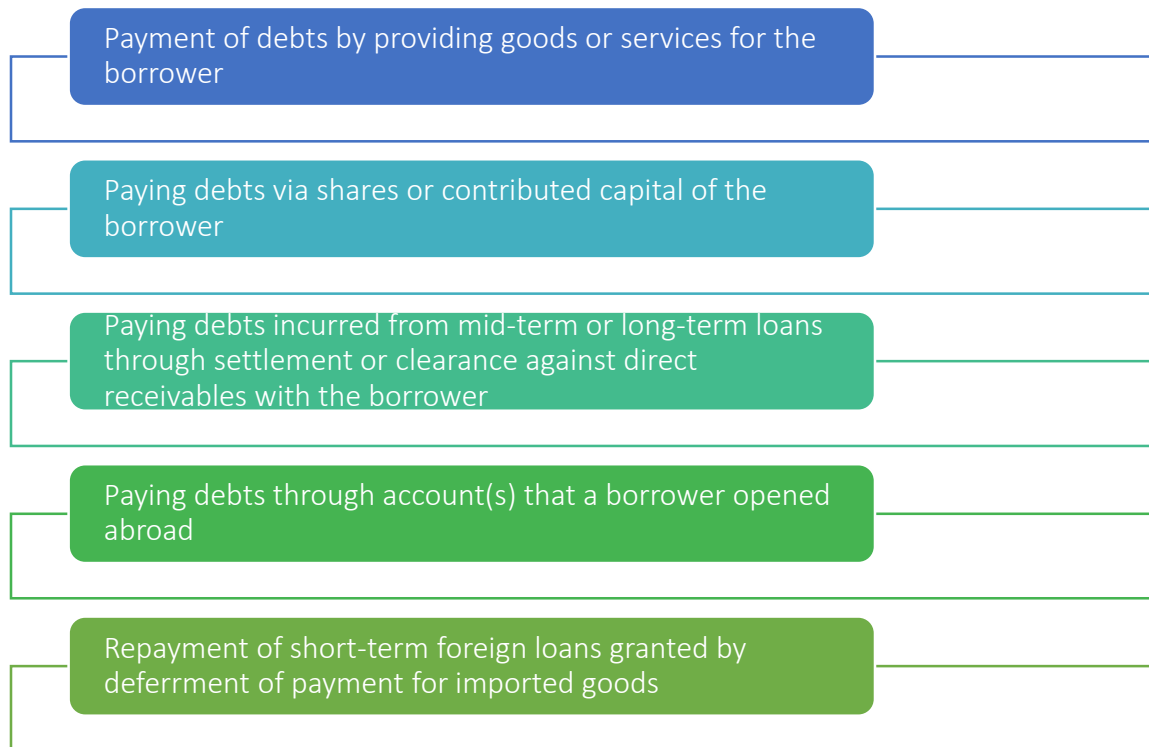 Payment of debts by providing goods or services for the
borrower
Paying debts via shares or contributed capital of the
borrower
Paying debts incurred from mid-term or long-term loans
through settlement or clearance against direct
receivables with the borrower
Paying debts through account(s) that a borrower opened
abroad
Repayment of short-term foreign loans granted by
deferrment of payment for imported goods